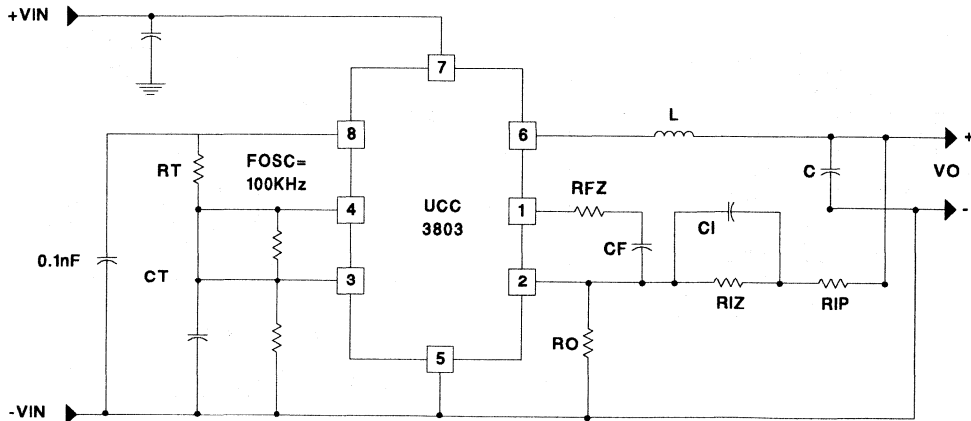 +VIN
7
8
6
L
+
RT
FOSC=
100KHz
C
VO
RFZ
-
4
UCC
3803
1
CI
CF
0.1nF
CT
3
2
RIZ
RIP
RO
5
-VIN